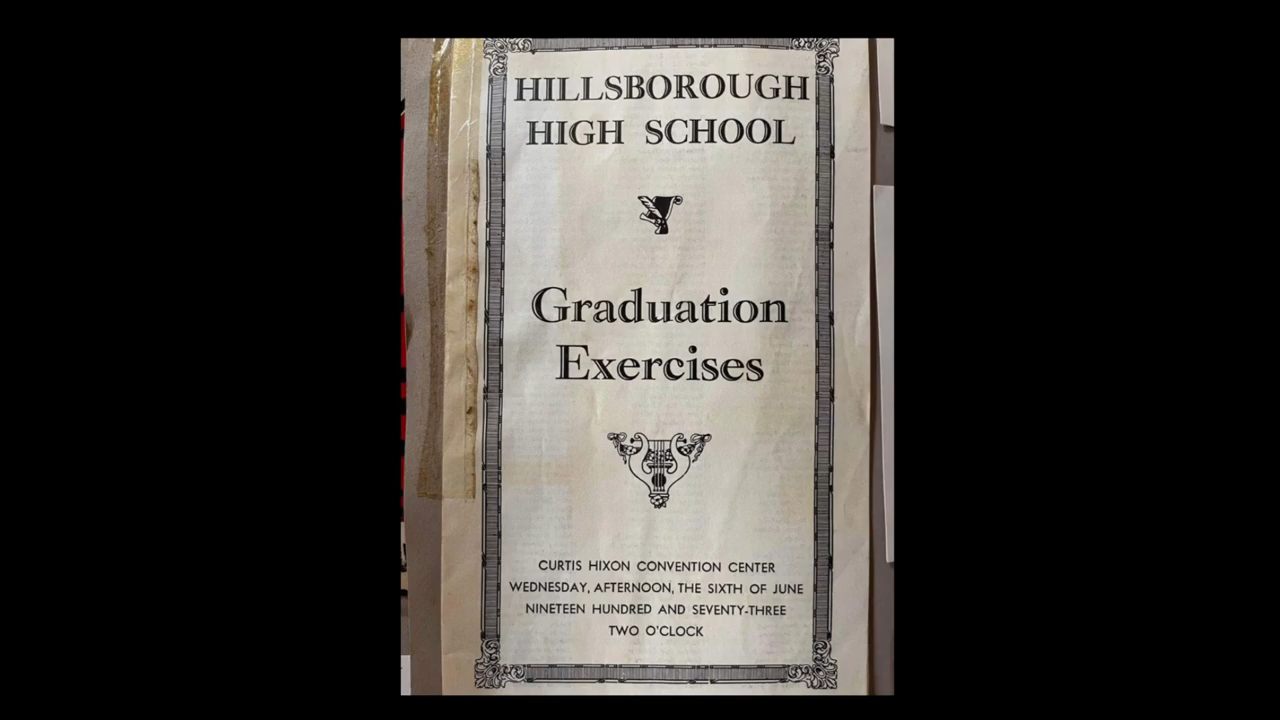 HILLSBOROUGH
HIGH SCHOOL
Graduation
Exercises
CURTIS HIXON CONVENTION CENTER
WEDNESDAY, AFTERNOON, THE SIXTH OF JUNE
NINETEEN HUNDRED AND SEVENTY-THREE
TWO O'CLOCK